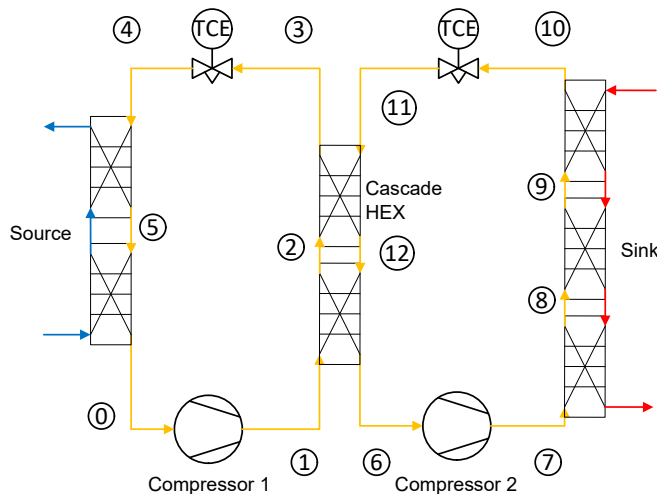 ④ TCE ③ TCE ⑩
⑪
Cascade
HEX
⑨
Source ⑤ ② ⑫ Sink
⑧
⓪
① ⑥ ⑦
Compressor 1 Compressor 2